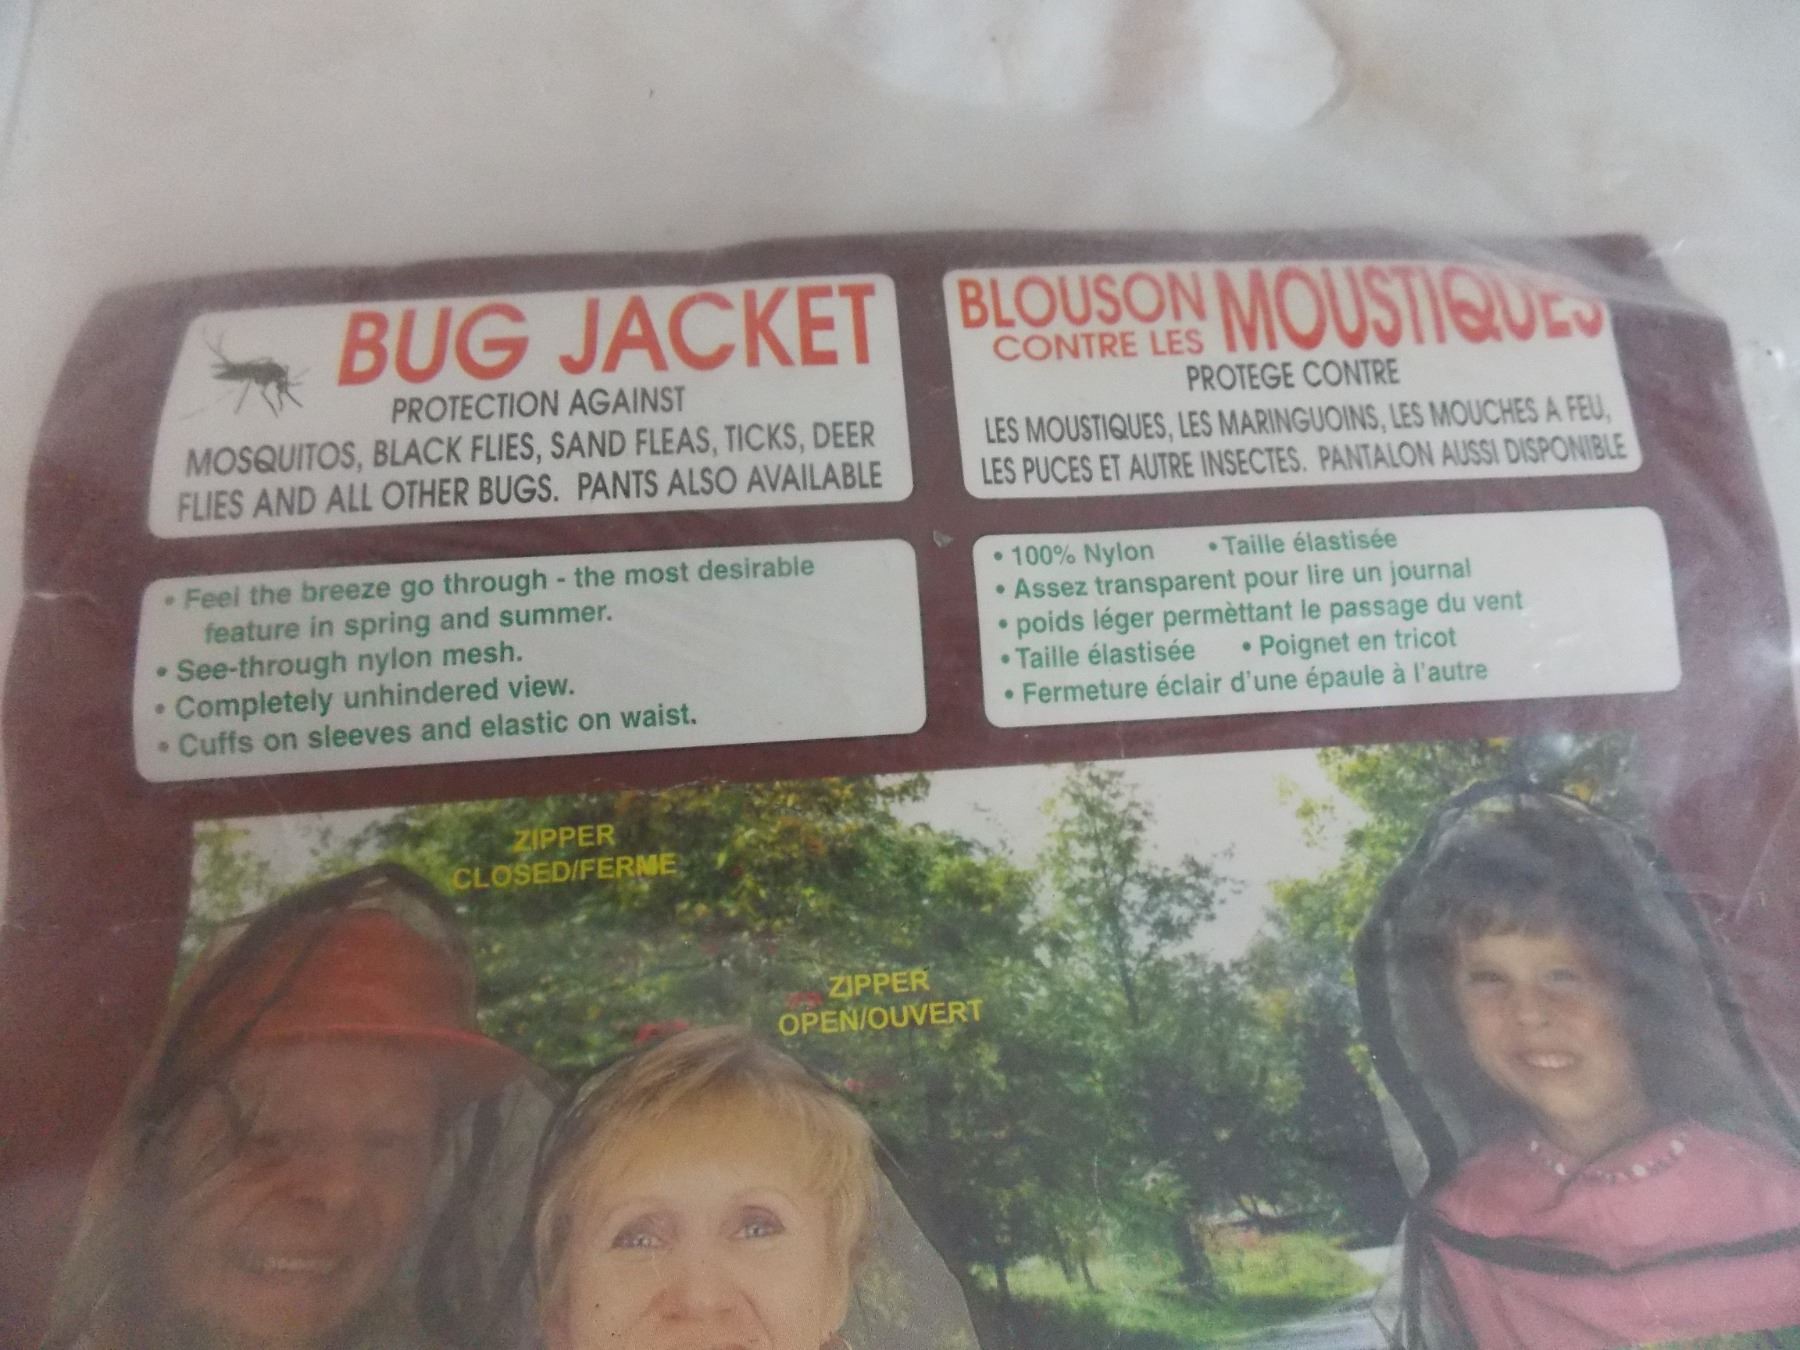 BUG JACKET
PROTECTION AGAINST
MOSQUITOS, BLACK FLIES, SAND FLEAS, TICKS, DEER
FLIES AND ALL OTHER BUGS. PANTS ALSO AVAILABLE
• Feel the breeze go through - the most desirable
feature in spring and summer.
• See-through nylon mesh.
• Completely unhindered view.
• Cuffs on sleeves and elastic on waist.
BLOUSON MOUSTIQUES
CONTRE LES
PROTEGE CONTRE
LES MOUSTIQUES, LES MARINGUOINS, LES MOUCHES A FEU,
LES PUCES ET AUTRE INSECTES. PANTALON AUSSI DISPONIBLE
• 100% Nylon • Taille élastisée
• Assez transparent pour lire un journal
• poids léger permèttant le passage du vent
• Taille élastisée • Poignet en tricot
• Fermeture éclair d'une épaule à l'autre
ZIPPER
CLOSED/FERME
ZIPPER
OPEN/OUVERT